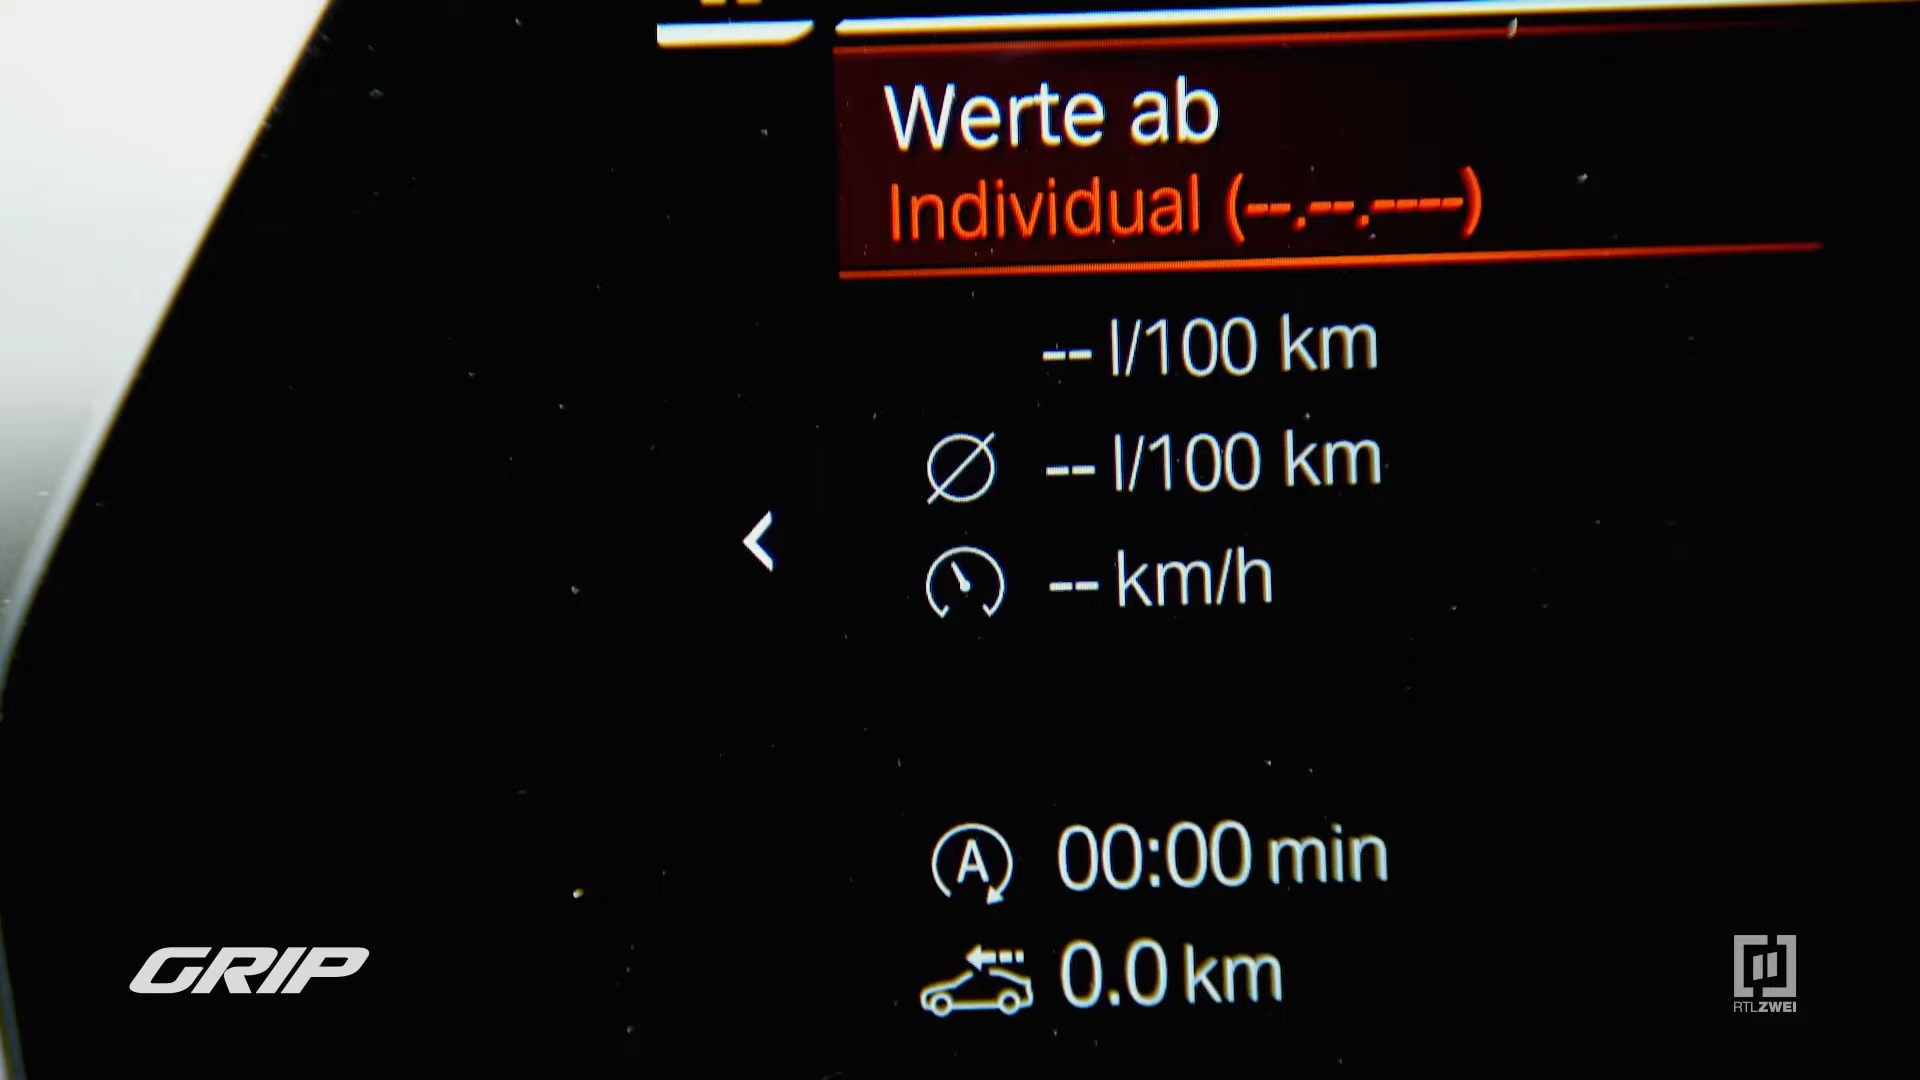 Werte ab
Individual (--.--.----)
-- l/100 km
Ø -- l/100 km
-- km/h
A 00:00 min
0.0 km
GRIP
RTLZWEI